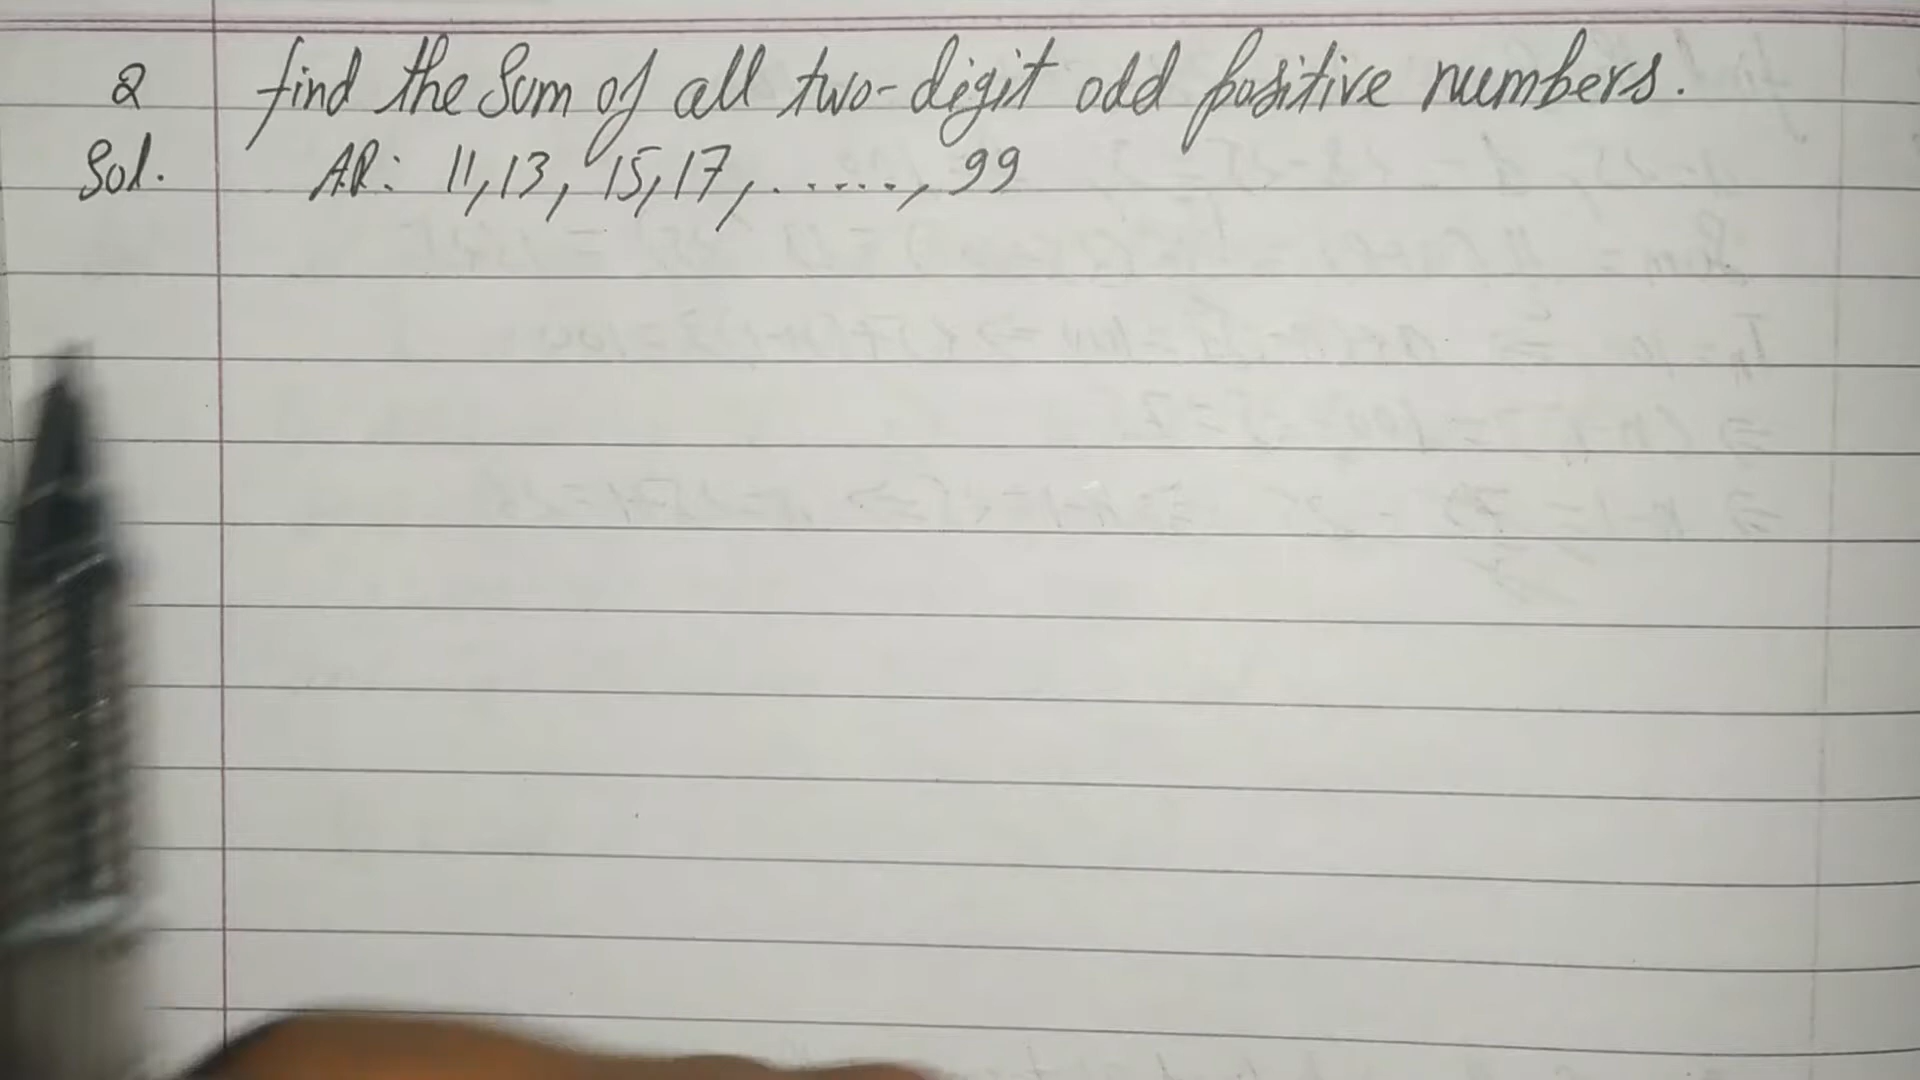 Q find the Sum of all two-digit odd positive numbers.
Sol. AP: 11, 13, 15, 17, ......, 99